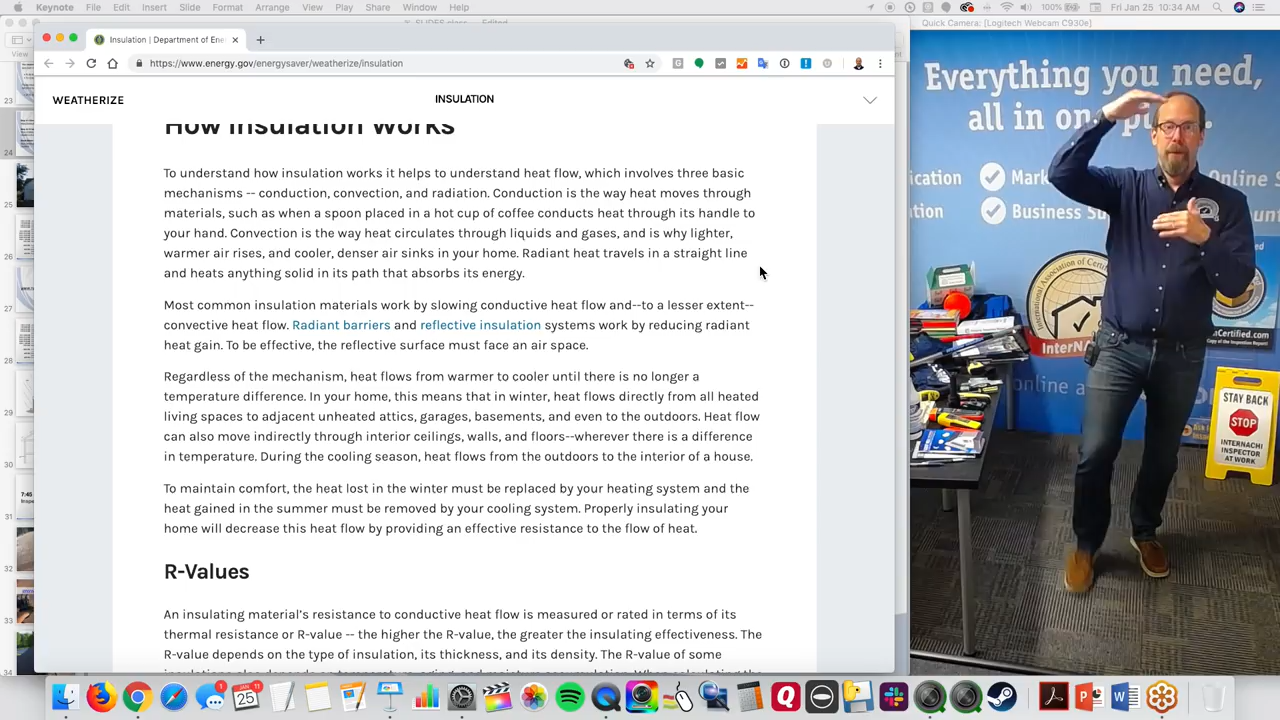 Keynote File Edit Insert Slide Format Arrange View Play Share Window Help 100% Fri Jan 25 10:34 AM
Quick Camera: [Logitech Webcam C930e]
Insulation | Department of Ene
https://www.energy.gov/energysaver/weatherize/insulation
WEATHERIZE
INSULATION
How Insulation Works
To understand how insulation works it helps to understand heat flow, which involves three basic
mechanisms -- conduction, convection, and radiation. Conduction is the way heat moves through
materials, such as when a spoon placed in a hot cup of coffee conducts heat through its handle to
your hand. Convection is the way heat circulates through liquids and gases, and is why lighter,
warmer air rises, and cooler, denser air sinks in your home. Radiant heat travels in a straight line
and heats anything solid in its path that absorbs its energy.
Most common insulation materials work by slowing conductive heat flow and--to a lesser extent--
convective heat flow. Radiant barriers and reflective insulation systems work by reducing radiant
heat gain. To be effective, the reflective surface must face an air space.
Regardless of the mechanism, heat flows from warmer to cooler until there is no longer a
temperature difference. In your home, this means that in winter, heat flows directly from all heated
living spaces to adjacent unheated attics, garages, basements, and even to the outdoors. Heat flow
can also move indirectly through interior ceilings, walls, and floors--wherever there is a difference
in temperature. During the cooling season, heat flows from the outdoors to the interior of a house.
To maintain comfort, the heat lost in the winter must be replaced by your heating system and the
heat gained in the summer must be removed by your cooling system. Properly insulating your
home will decrease this heat flow by providing an effective resistance to the flow of heat.
R-Values
An insulating material's resistance to conductive heat flow is measured or rated in terms of its
thermal resistance or R-value -- the higher the R-value, the greater the insulating effectiveness. The
R-value depends on the type of insulation, its thickness, and its density. The R-value of some
23
24
25
26
27
28
29
30
31
32
33
34
Everything you need,
all in one
Online S
Business Su
STAY BACK
STOP
INTERNACHI
INSPECTOR
AT WORK